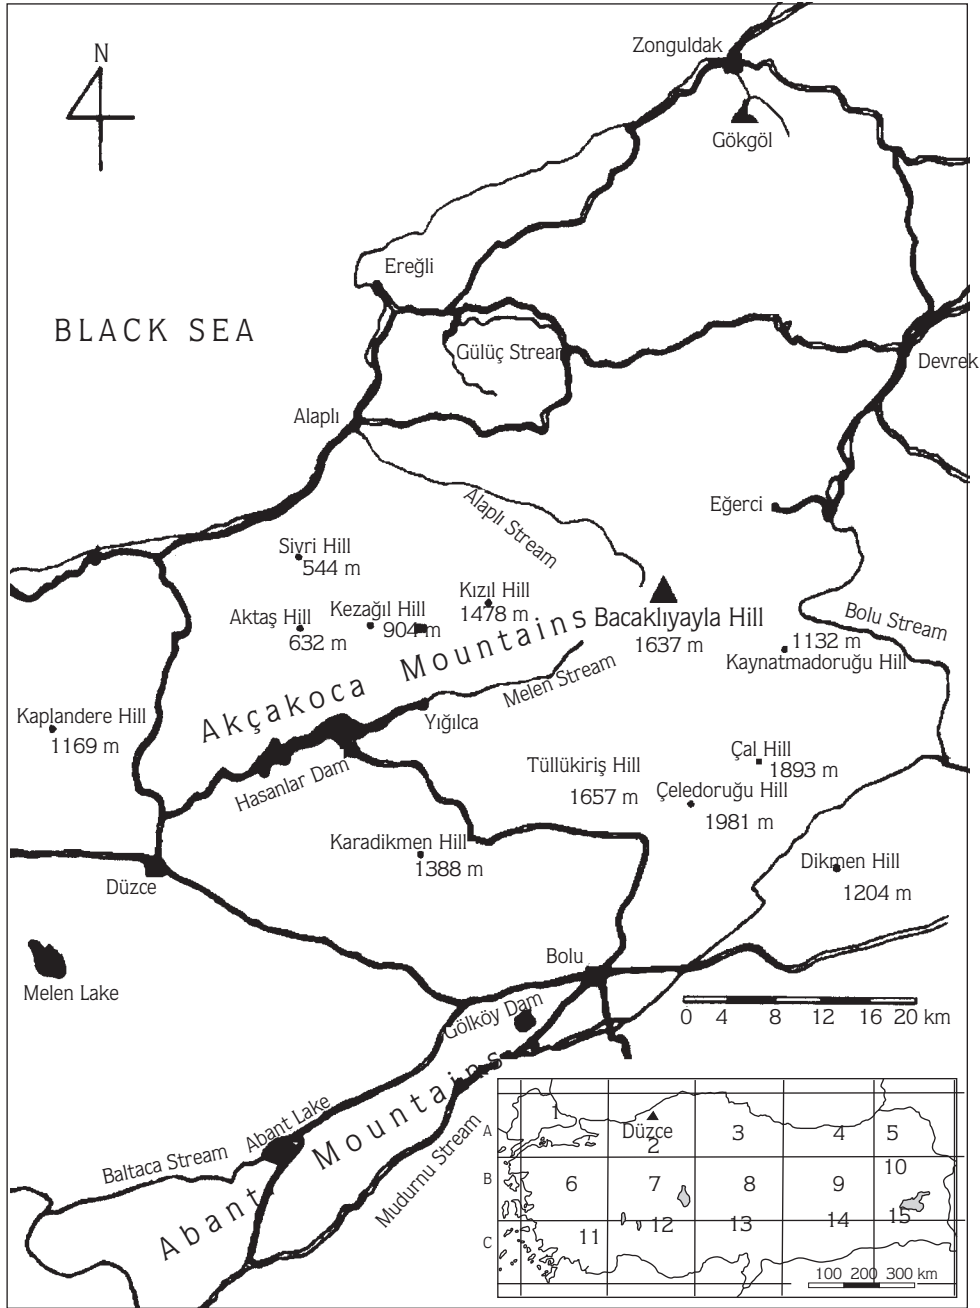 Zonguldak
N
Gökgöl
Ereğli
BLACK SEA
Gülüç Stream
Devrek
Alaplı
Alaplı Stream
Eğerci
Sivri Hill
544 m
Kızıl Hill
1478 m
Aktaş Hill
632 m
Kezağıl Hill
904 m
Bacaklıyayla Hill
1637 m
Bolu Stream
1132 m
Kaynatmadoruğu Hill
Akçakoca Mountains
Melen Stream
Kaplandere Hill
1169 m
Yığılca
Hasanlar Dam
Tüllükiriş Hill
1657 m
Çal Hill
1893 m
Çeledoruğu Hill
1981 m
Karadikmen Hill
1388 m
Dikmen Hill
1204 m
Düzce
Melen Lake
Bolu
Gölköy Dam
0 4 8 12 16 20 km
Abant Lake
Baltaca Stream
Abant Mountains
Mudurnu Stream
A
B
C
1
Düzce
2
3
4
5
6
7
8
9
10
11
12
13
14
15
100 200 300 km